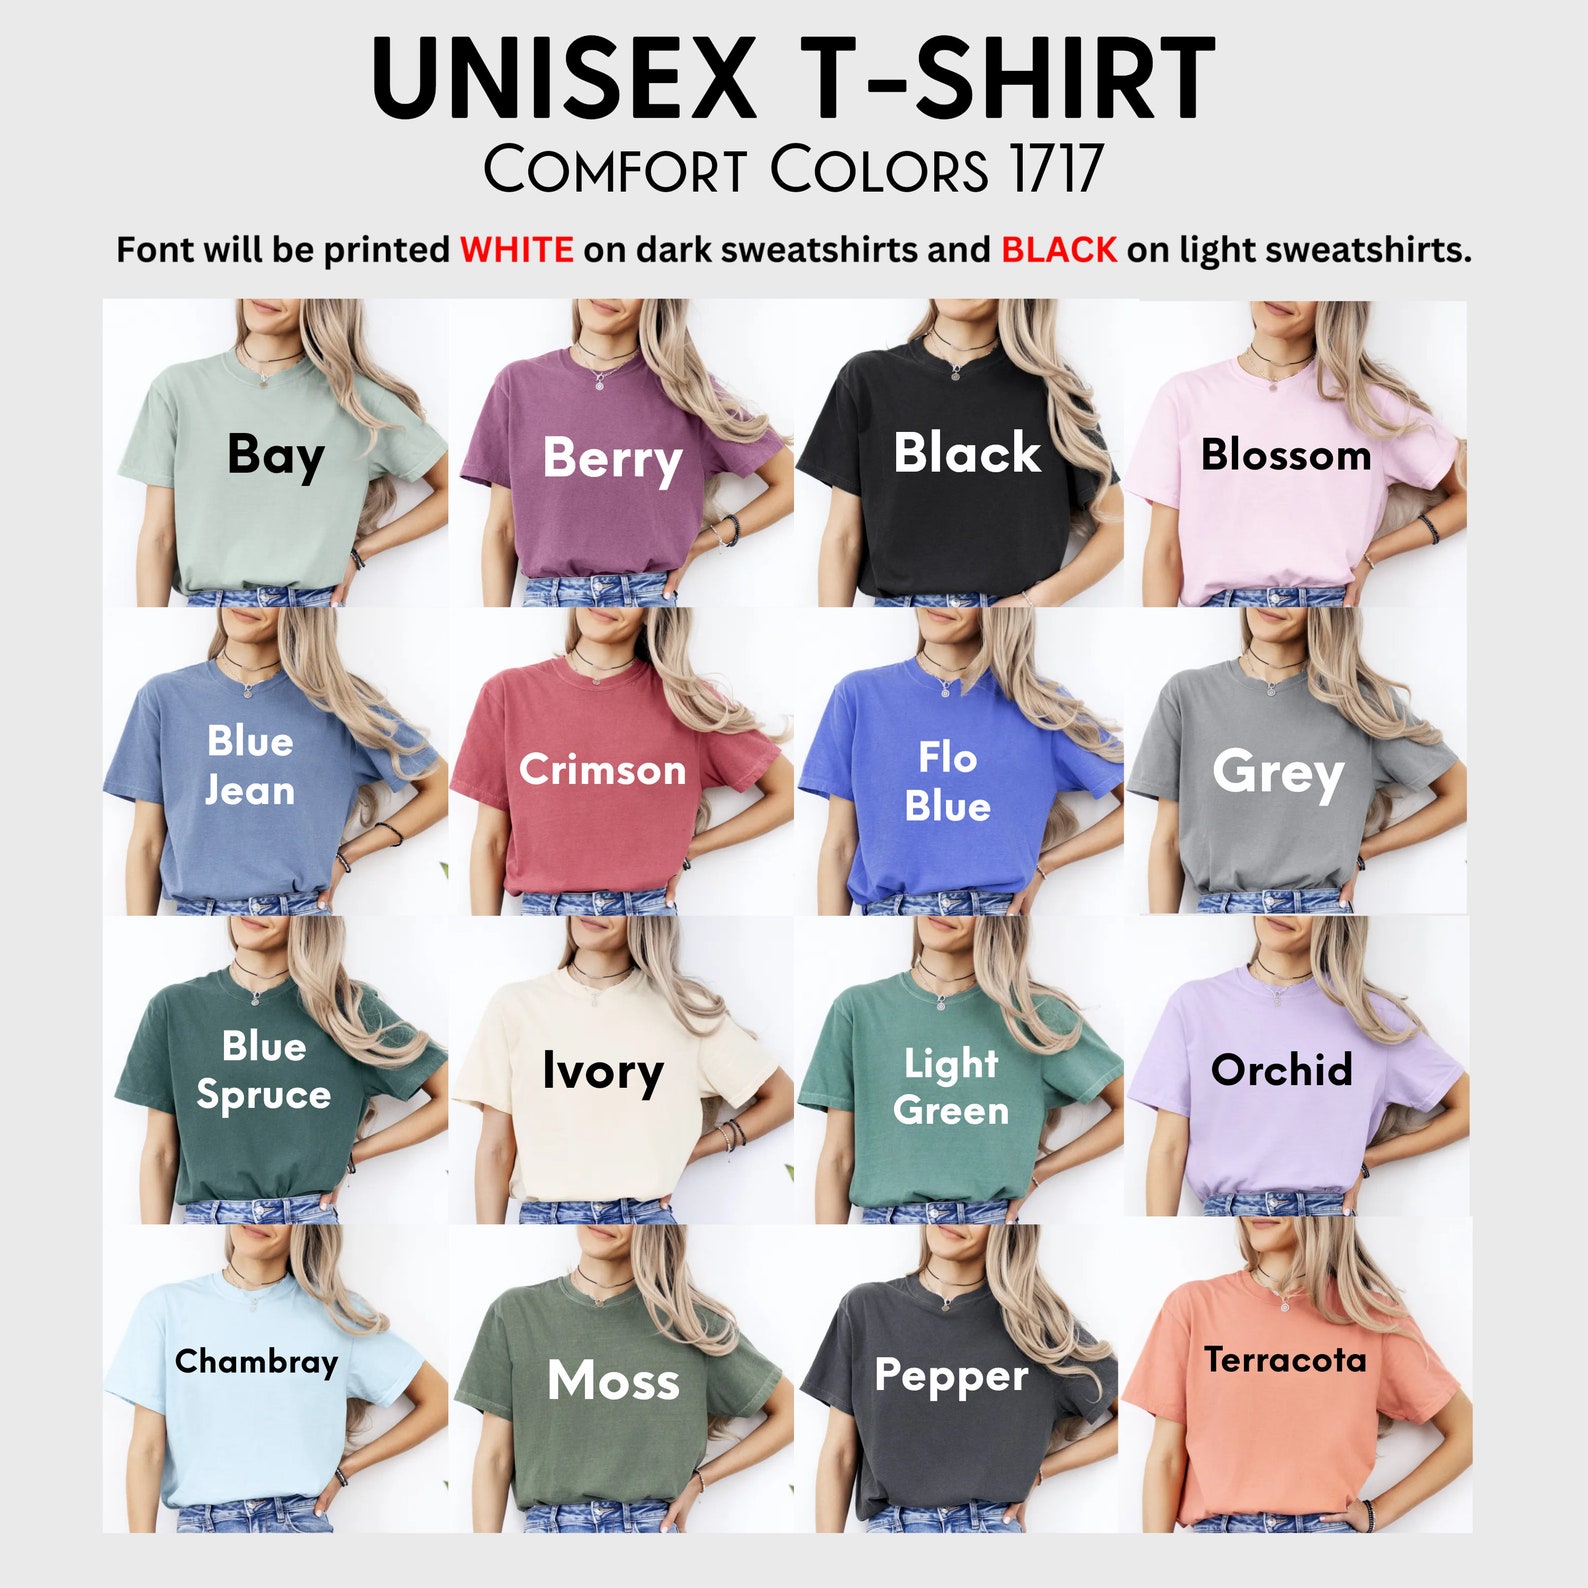 UNISEX T-SHIRT
COMFORT COLORS 1717
Font will be printed WHITE on dark sweatshirts and BLACK on light sweatshirts.
Bay
Berry
Black
Blossom
Blue
Jean
Crimson
Flo
Blue
Grey
Blue
Spruce
Ivory
Light
Green
Orchid
Chambray
Moss
Pepper
Terracota